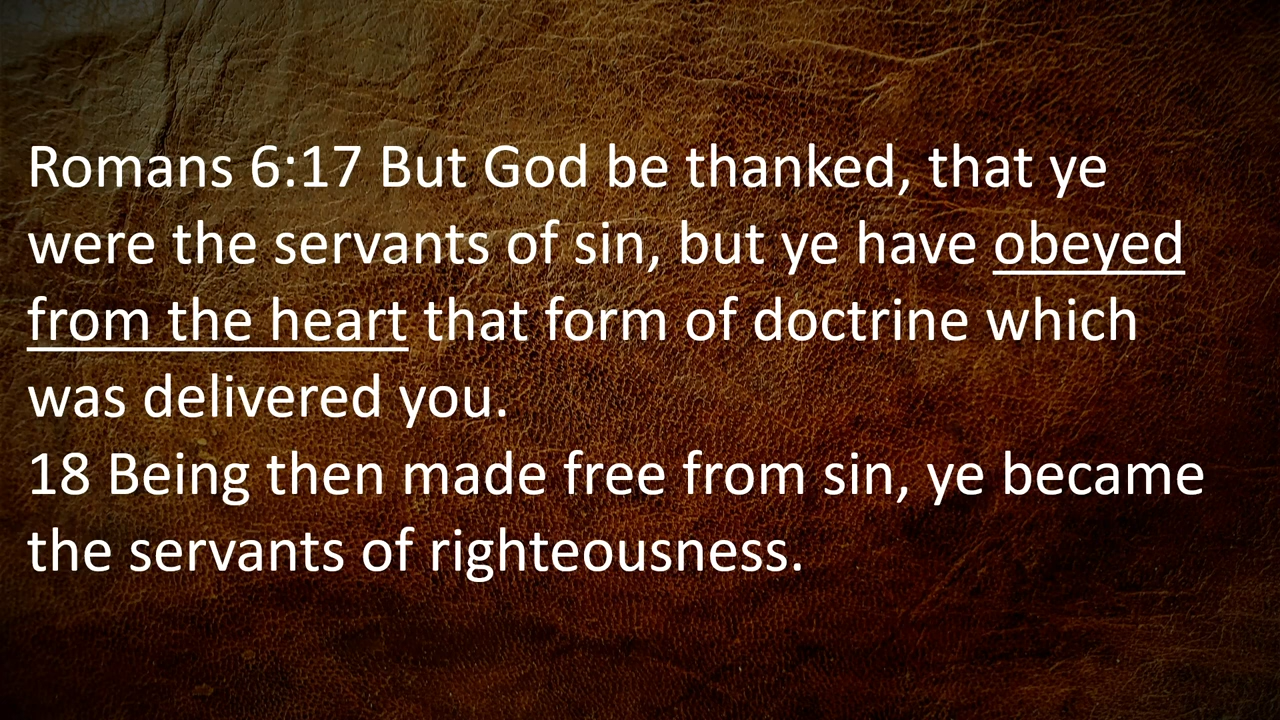 Romans 6:17 But God be thanked, that ye
were the servants of sin, but ye have obeyed
from the heart that form of doctrine which
was delivered you.
18 Being then made free from sin, ye became
the servants of righteousness.